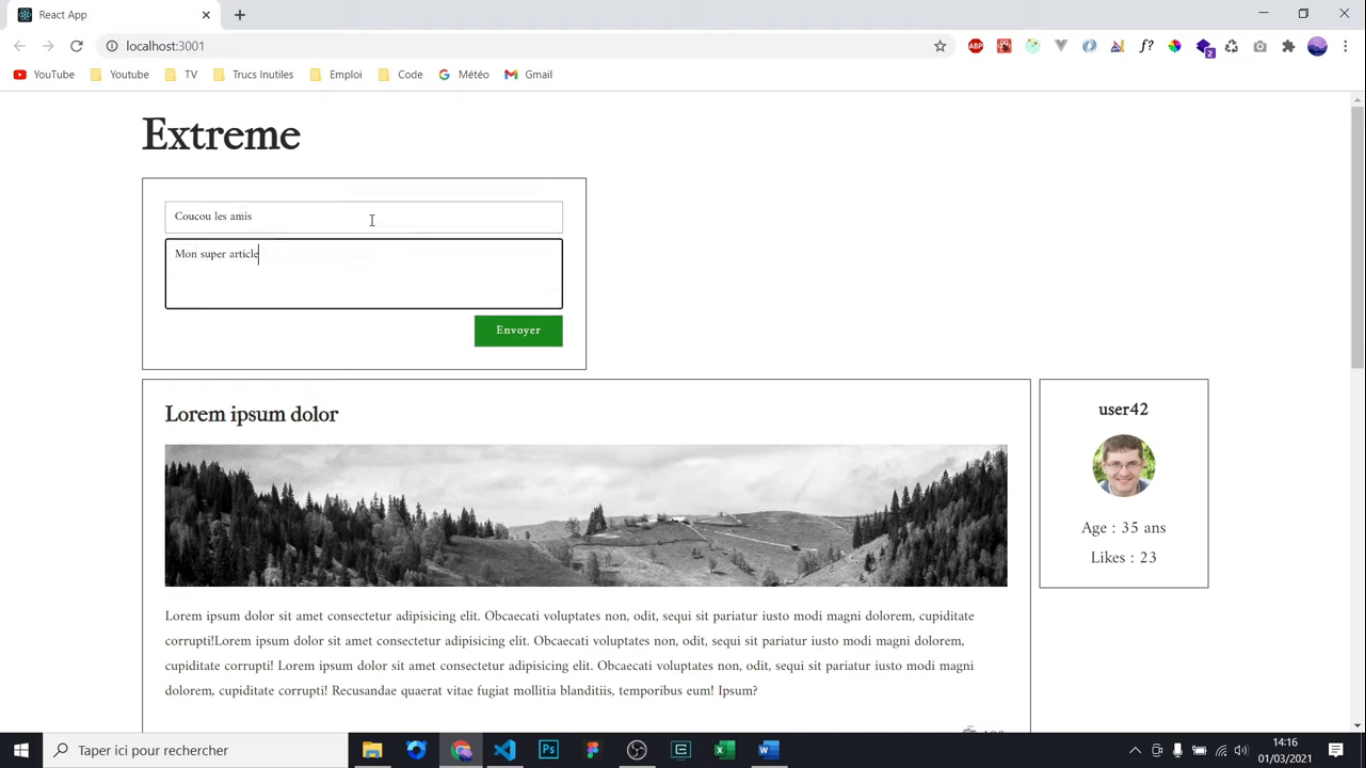 React App
localhost:3001
ABP
f?
2
YouTube
Youtube
TV
Trucs Inutiles
Emploi
Code
Météo
Gmail
Extreme
Coucou les amis
Mon super article
Envoyer
Lorem ipsum dolor
user42
Age : 35 ans
Likes : 23
Lorem ipsum dolor sit amet consectetur adipisicing elit. Obcaecati voluptates non, odit, sequi sit pariatur iusto modi magni dolorem, cupiditate
corrupti!Lorem ipsum dolor sit amet consectetur adipisicing elit. Obcaecati voluptates non, odit, sequi sit pariatur iusto modi magni dolorem,
cupiditate corrupti! Lorem ipsum dolor sit amet consectetur adipisicing elit. Obcaecati voluptates non, odit, sequi sit pariatur iusto modi magni
dolorem, cupiditate corrupti! Recusandae quaerat vitae fugiat mollitia blanditiis, temporibus eum! Ipsum?
Taper ici pour rechercher
Ps
14:16
01/03/2021